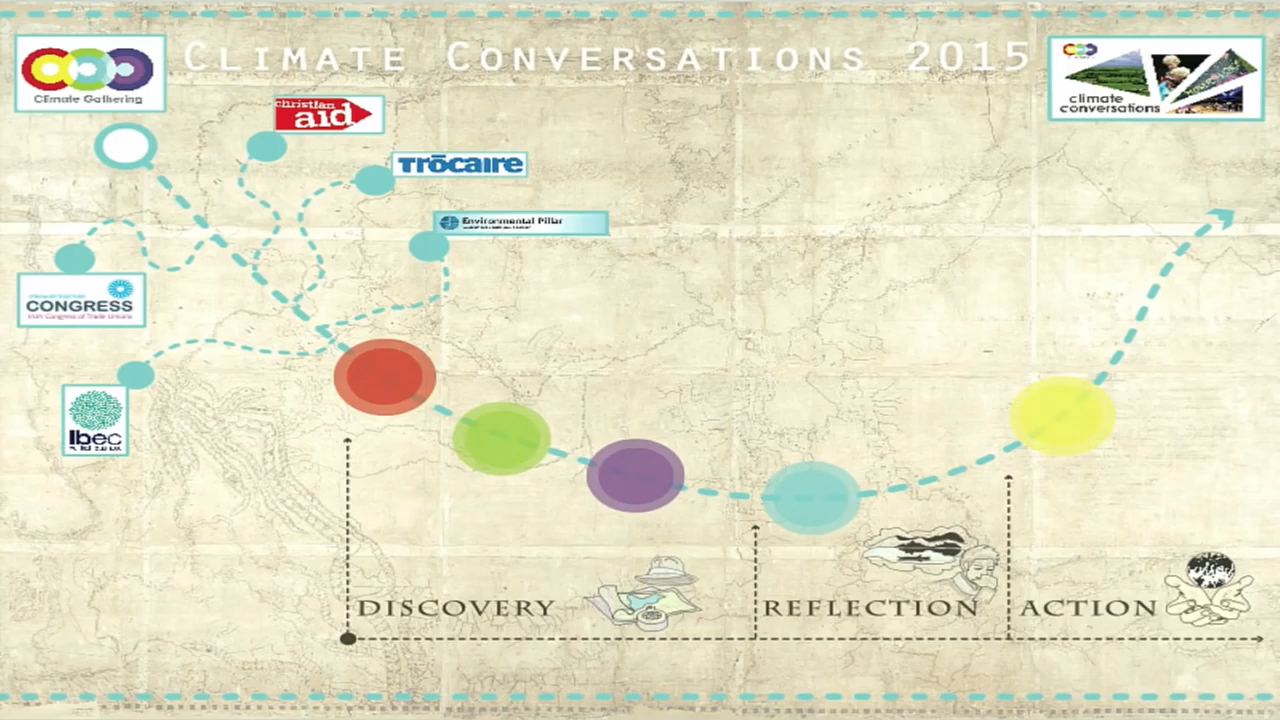 CLIMATE CONVERSATIONS 2015
Climate Gathering
climate
conversations
christian
aid
Trōcaire
Environmental Pillar
CONGRESS
Irish Congress of Trade Unions
Ibec
DISCOVERY
REFLECTION
ACTION